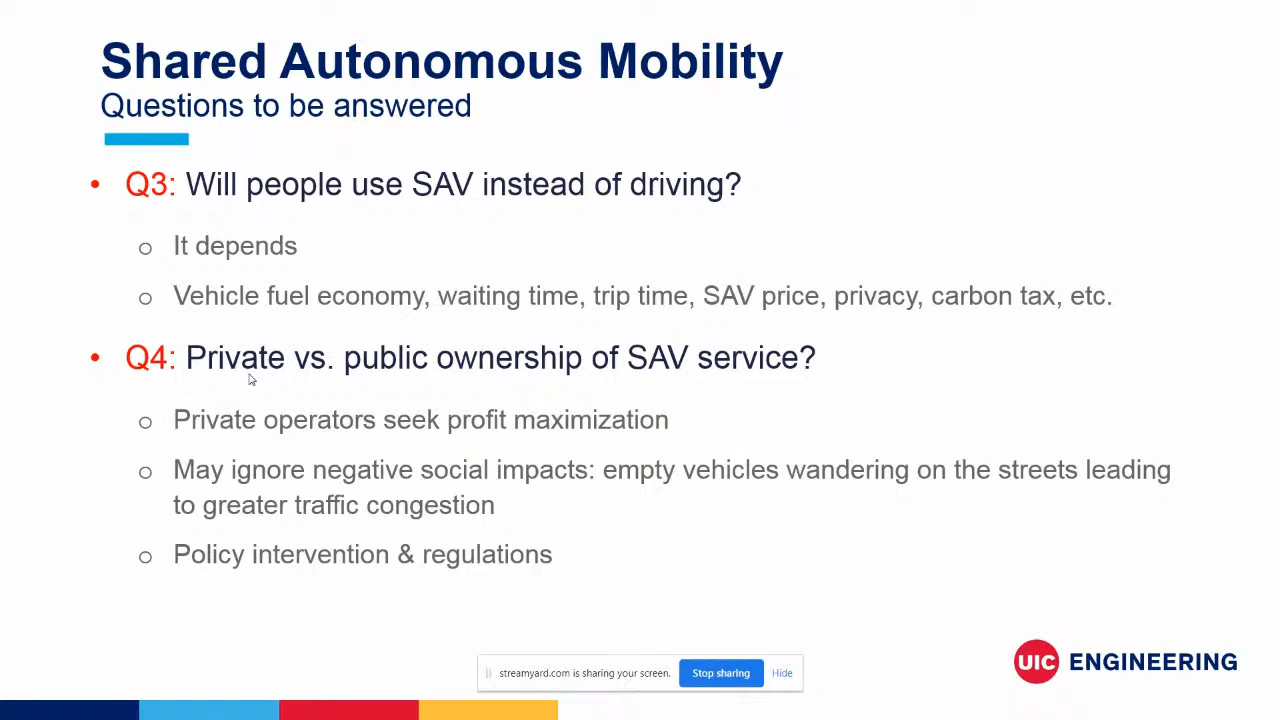 Shared Autonomous Mobility
Questions to be answered
• Q3: Will people use SAV instead of driving?
o It depends
o Vehicle fuel economy, waiting time, trip time, SAV price, privacy, carbon tax, etc.
• Q4: Private vs. public ownership of SAV service?
o Private operators seek profit maximization
o May ignore negative social impacts: empty vehicles wandering on the streets leading
to greater traffic congestion
o Policy intervention & regulations
streamyard.com is sharing your screen. Stop sharing Hide
UIC ENGINEERING